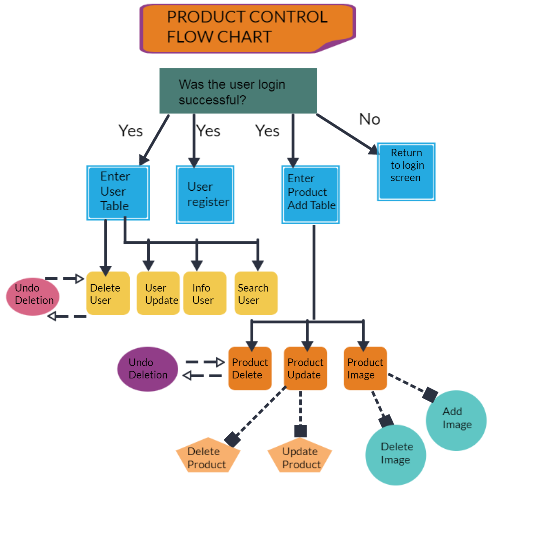 PRODUCT CONTROL
FLOW CHART
Was the user login
successful?
Yes
Yes
Yes
No
Enter
User
Table
User
register
Enter
Product
Add Table
Return
to login
screen
Undo
Deletion
Delete
User
User
Update
Info
User
Search
User
Undo
Deletion
Product
Delete
Product
Update
Product
Image
Delete
Product
Update
Product
Delete
Image
Add
Image